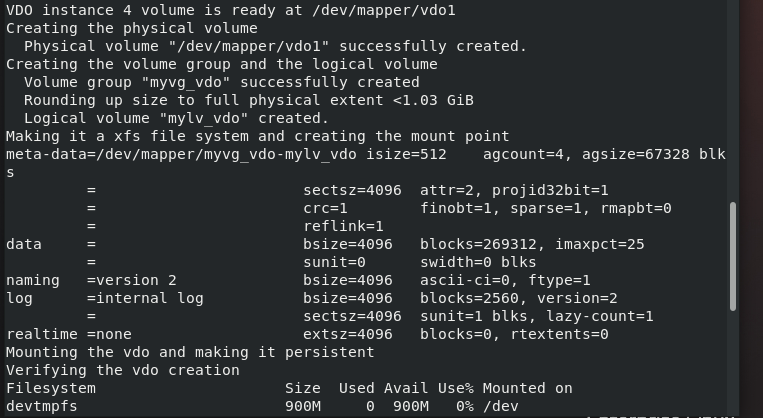 VDO instance 4 volume is ready at /dev/mapper/vdo1
Creating the physical volume
  Physical volume "/dev/mapper/vdo1" successfully created.
Creating the volume group and the logical volume
  Volume group "myvg_vdo" successfully created
  Rounding up size to full physical extent <1.03 GiB
  Logical volume "mylv_vdo" created.
Making it a xfs file system and creating the mount point
meta-data=/dev/mapper/myvg_vdo-mylv_vdo isize=512    agcount=4, agsize=67328 blk
s
         =                       sectsz=4096  attr=2, projid32bit=1
         =                       crc=1        finobt=1, sparse=1, rmapbt=0
         =                       reflink=1
data     =                       bsize=4096   blocks=269312, imaxpct=25
         =                       sunit=0      swidth=0 blks
naming   =version 2              bsize=4096   ascii-ci=0, ftype=1
log      =internal log           bsize=4096   blocks=2560, version=2
         =                       sectsz=4096  sunit=1 blks, lazy-count=1
realtime =none                   extsz=4096   blocks=0, rtextents=0
Mounting the vdo and making it persistent
Verifying the vdo creation
Filesystem                     Size  Used Avail Use% Mounted on
devtmpfs                       900M     0  900M   0% /dev